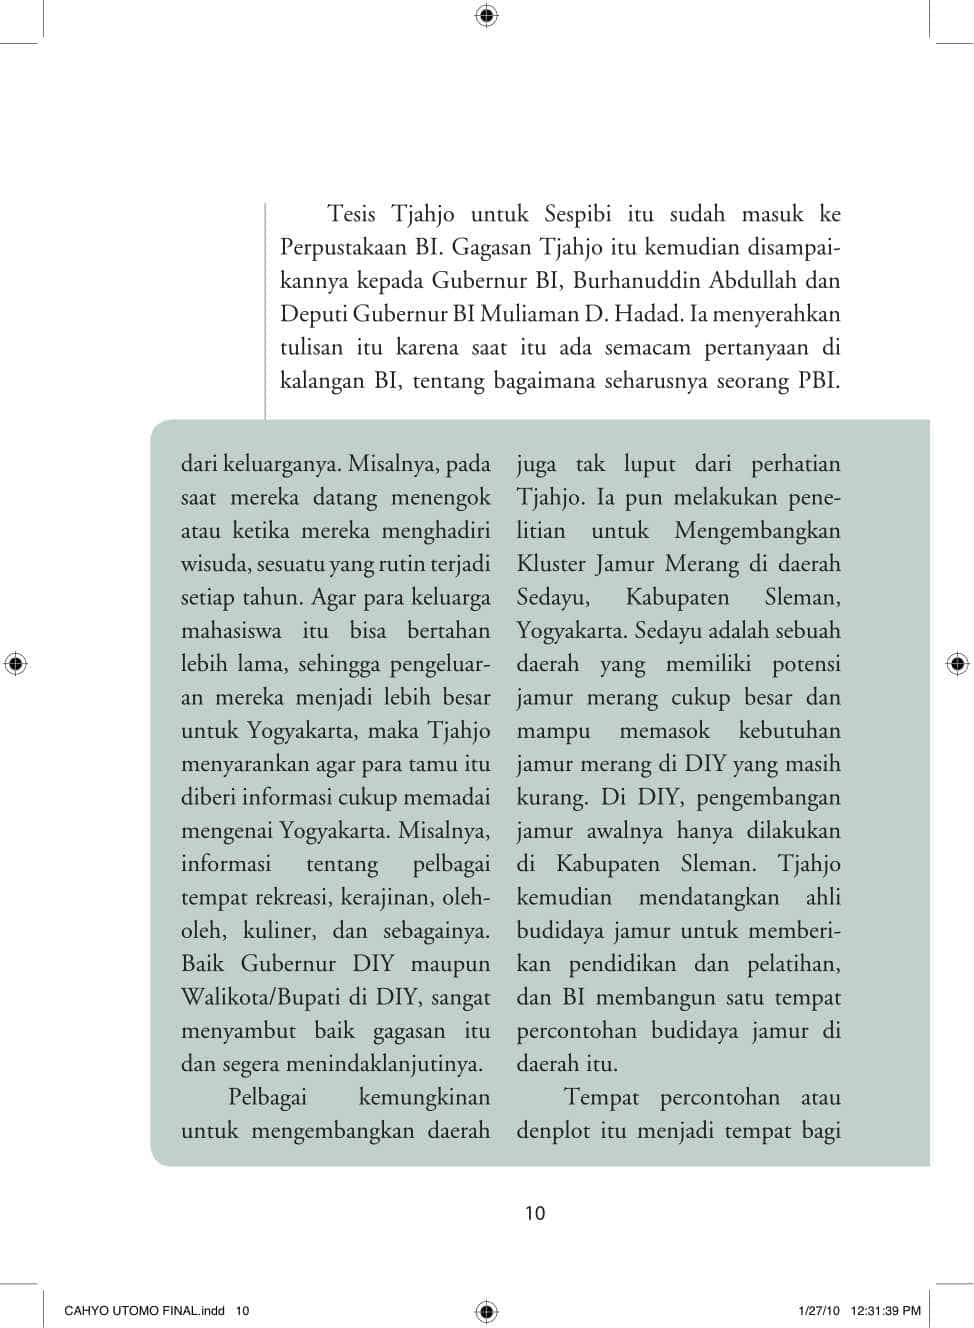 Tesis Tjahjo untuk Sespibi itu sudah masuk ke
Perpustakaan BI. Gagasan Tjahjo itu kemudian disampai-
kannya kepada Gubernur BI, Burhanuddin Abdullah dan
Deputi Gubernur BI Muliaman D. Hadad. Ia menyerahkan
tulisan itu karena saat itu ada semacam pertanyaan di
kalangan BI, tentang bagaimana seharusnya seorang PBI.
dari keluarganya. Misalnya, pada
saat mereka datang menengok
atau ketika mereka menghadiri
wisuda, sesuatu yang rutin terjadi
setiap tahun. Agar para keluarga
mahasiswa itu bisa bertahan
lebih lama, sehingga pengeluar-
an mereka menjadi lebih besar
untuk Yogyakarta, maka Tjahjo
menyarankan agar para tamu itu
diberi informasi cukup memadai
mengenai Yogyakarta. Misalnya,
informasi tentang pelbagai
tempat rekreasi, kerajinan, oleh-
oleh, kuliner, dan sebagainya.
Baik Gubernur DIY maupun
Walikota/Bupati di DIY, sangat
menyambut baik gagasan itu
dan segera menindaklanjutinya.
Pelbagai kemungkinan
untuk mengembangkan daerah
juga tak luput dari perhatian
Tjahjo. Ia pun melakukan pene-
litian untuk Mengembangkan
Kluster Jamur Merang di daerah
Sedayu, Kabupaten Sleman,
Yogyakarta. Sedayu adalah sebuah
daerah yang memiliki potensi
jamur merang cukup besar dan
mampu memasok kebutuhan
jamur merang di DIY yang masih
kurang. Di DIY, pengembangan
jamur awalnya hanya dilakukan
di Kabupaten Sleman. Tjahjo
kemudian mendatangkan ahli
budidaya jamur untuk memberi-
kan pendidikan dan pelatihan,
dan BI membangun satu tempat
percontohan budidaya jamur di
daerah itu.
Tempat percontohan atau
denplot itu menjadi tempat bagi
10
CAHYO UTOMO FINAL.indd 10
1/27/10 12:31:39 PM